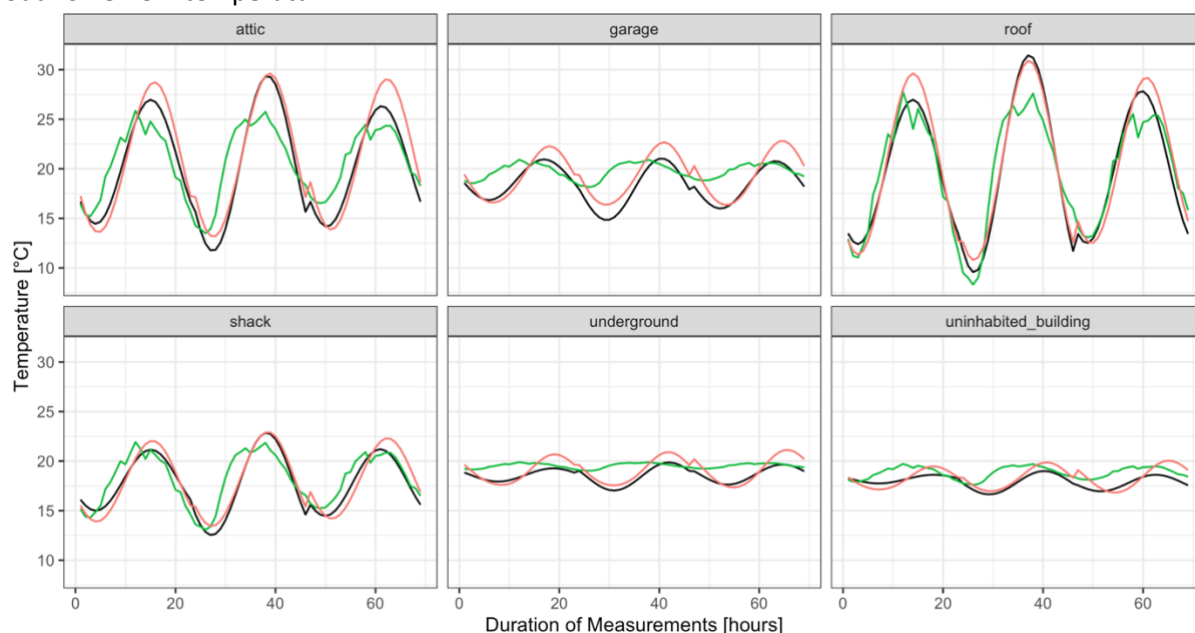 attic garage roof
30
25
20
15
10
shack underground uninhabited_building
30
25
20
15
10
Temperature [°C]
0 20 40 60 0 20 40 60 0 20 40 60
Duration of Measurements [hours]